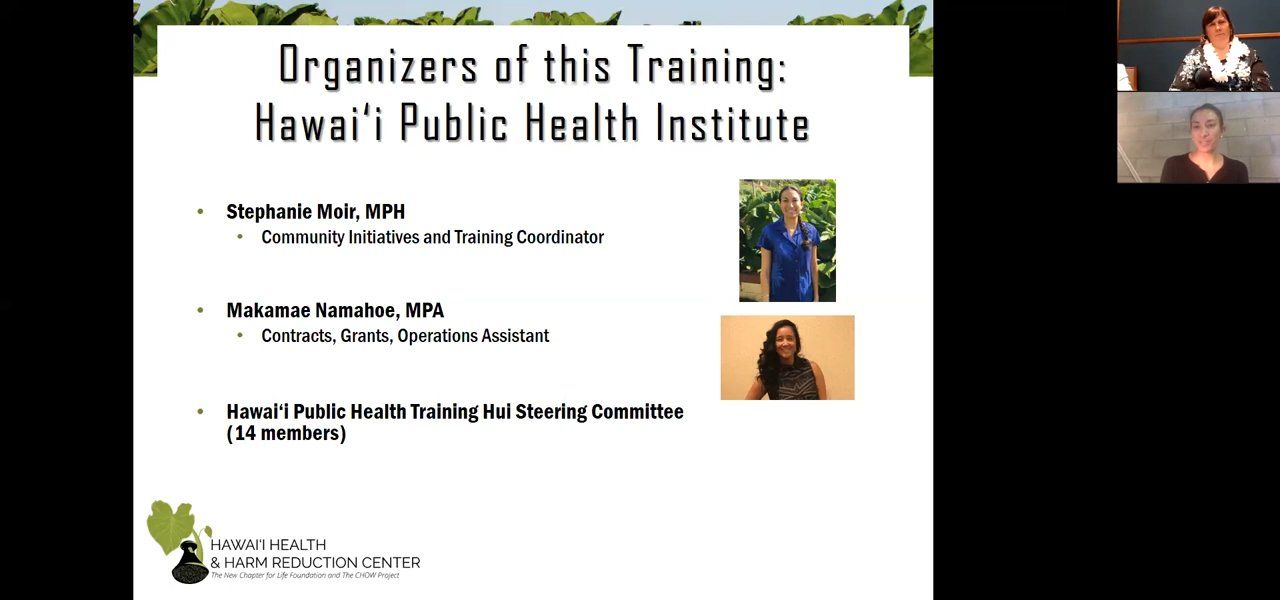 Organizers of this Training:
Hawai‘i Public Health Institute
• Stephanie Moir, MPH
• Community Initiatives and Training Coordinator
• Makamae Namahoe, MPA
• Contracts, Grants, Operations Assistant
• Hawai‘i Public Health Training Hui Steering Committee
(14 members)
HAWAI'I HEALTH
& HARM REDUCTION CENTER
The New Chapter for Life Foundation and The CHOW Project